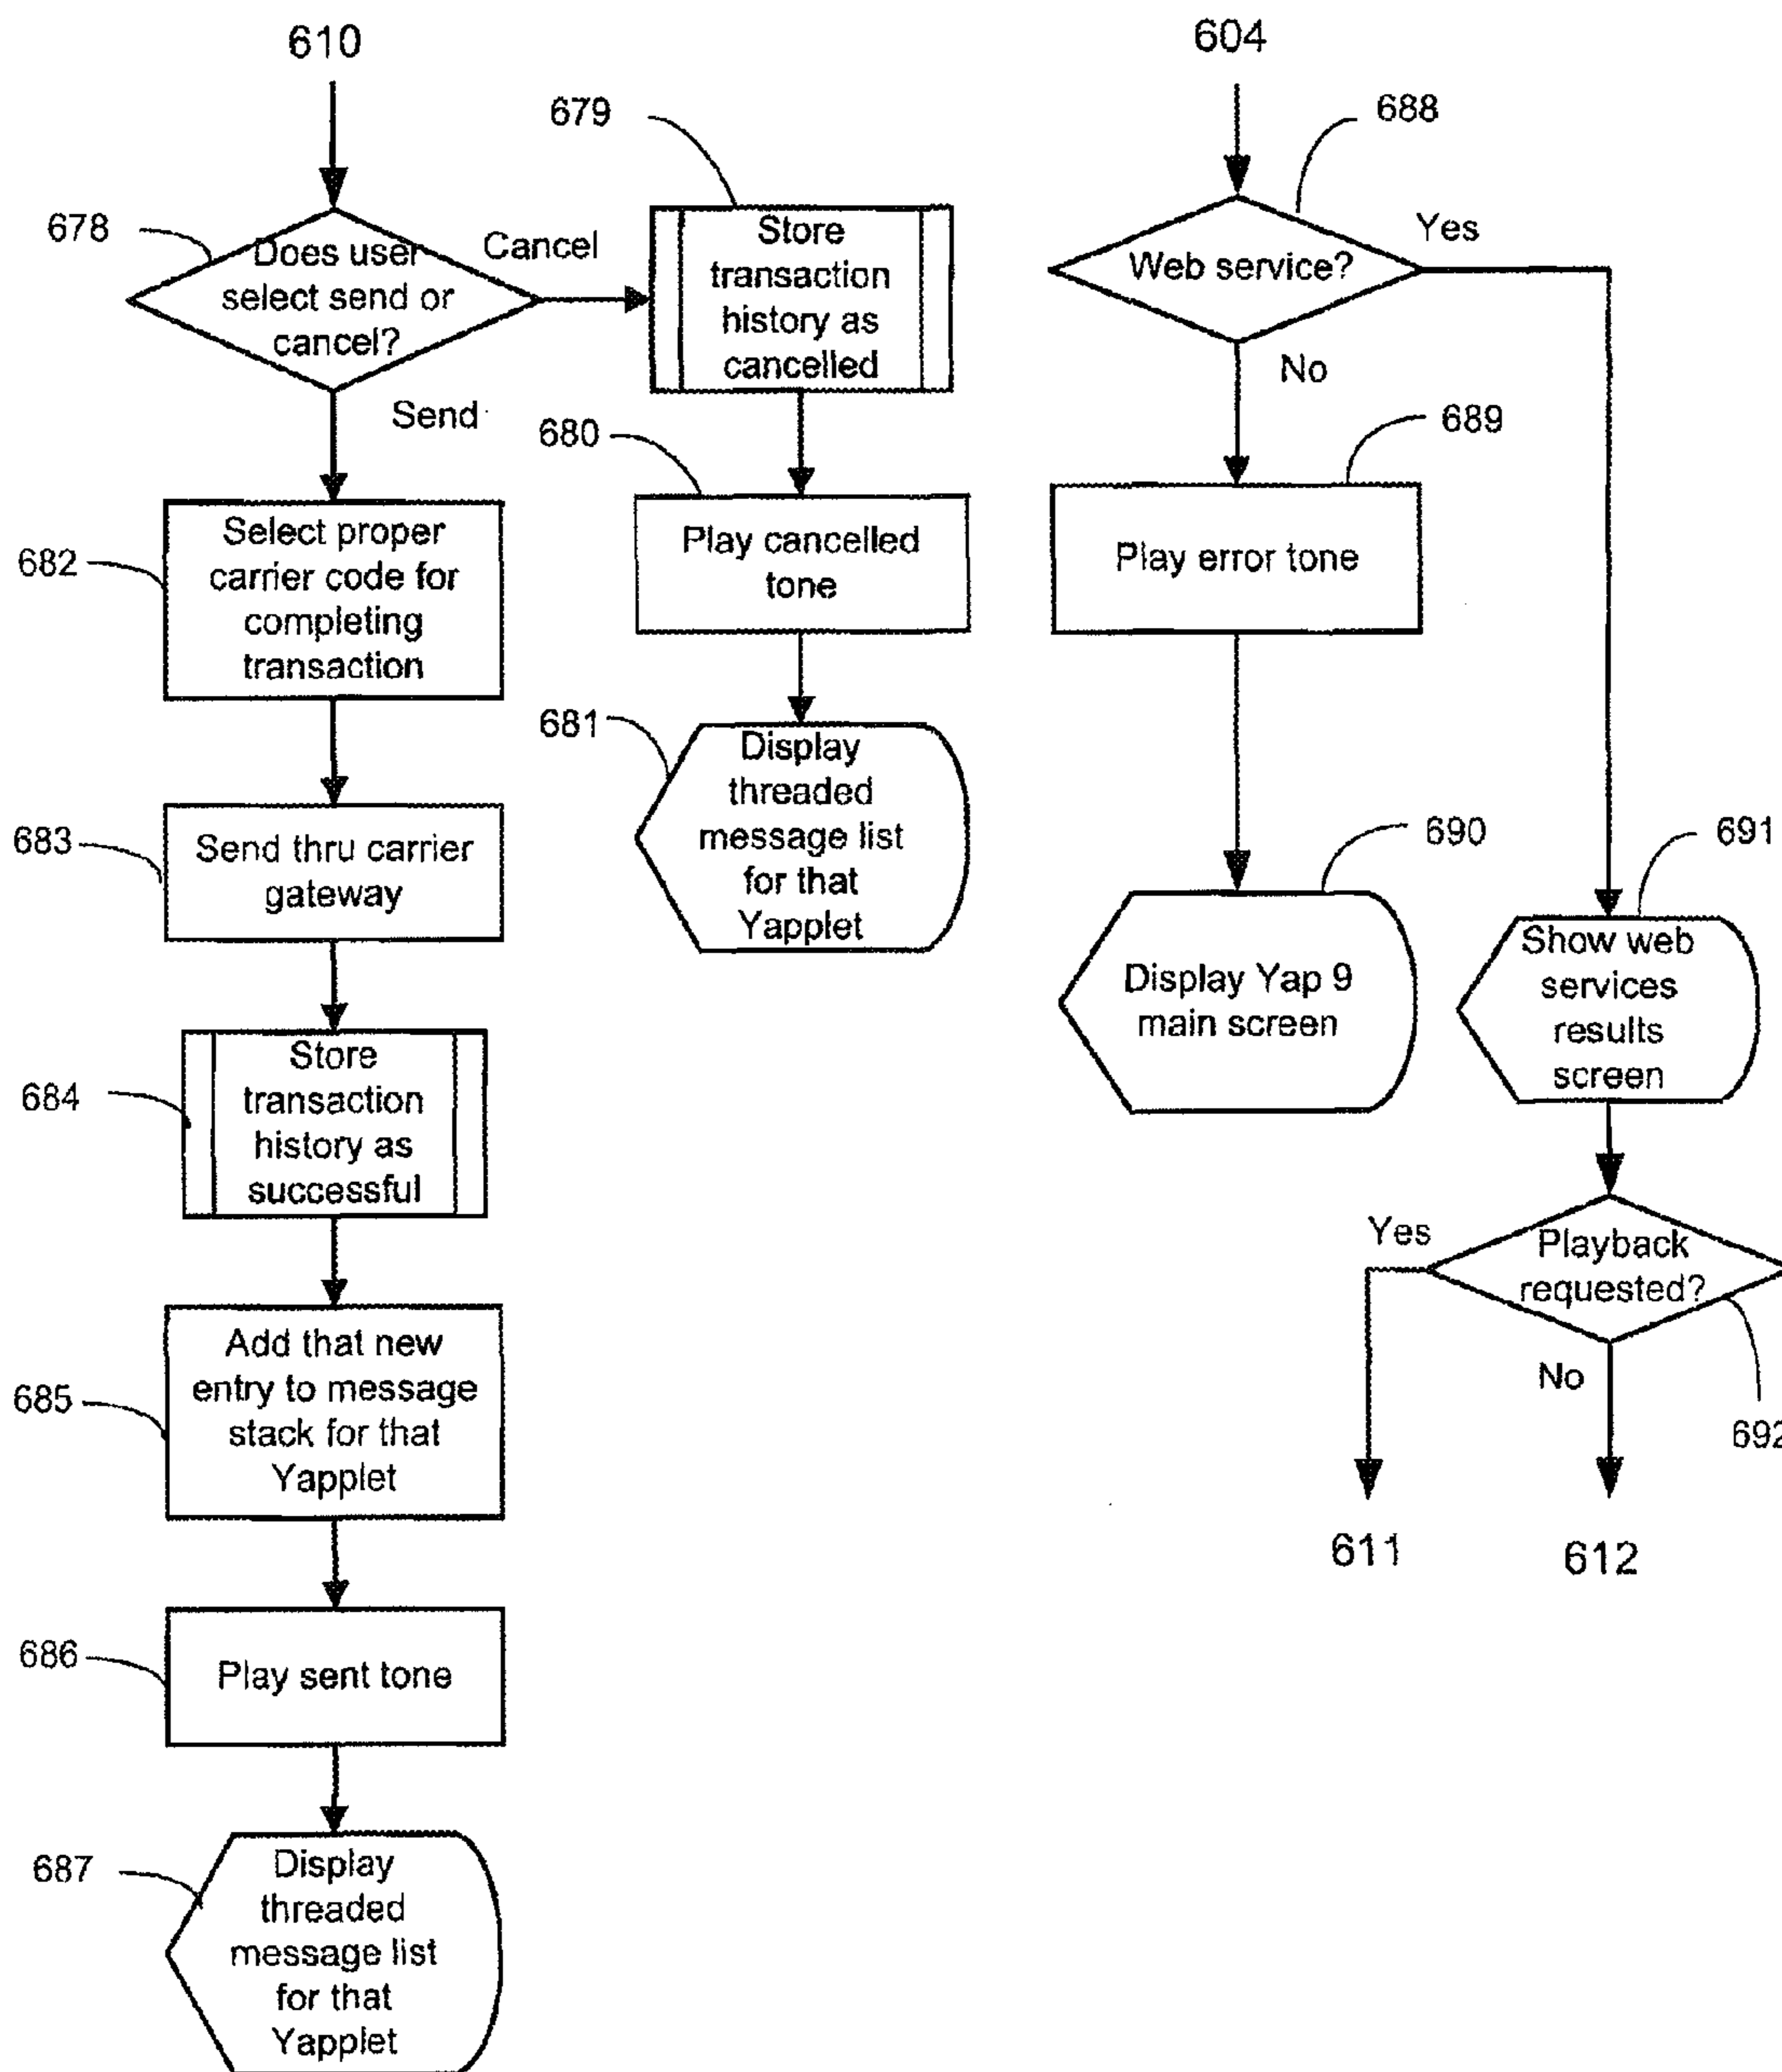 610
678
Does user
select send or
cancel?
Cancel
Send
679
Store
transaction
history as
cancelled
680
Play cancelled
tone
681
Display
threaded
message list
for that
Yapplet
682
Select proper
carrier code for
completing
transaction
683
Send thru carrier
gateway
684
Store
transaction
history as
successful
685
Add that new
entry to message
stack for that
Yapplet
686
Play sent tone
687
Display
threaded
message list
for that
Yapplet
604
688
Web service?
Yes
No
689
Play error tone
690
Display Yap 9
main screen
691
Show web
services
results
screen
Playback
requested?
Yes
No
692
611
612